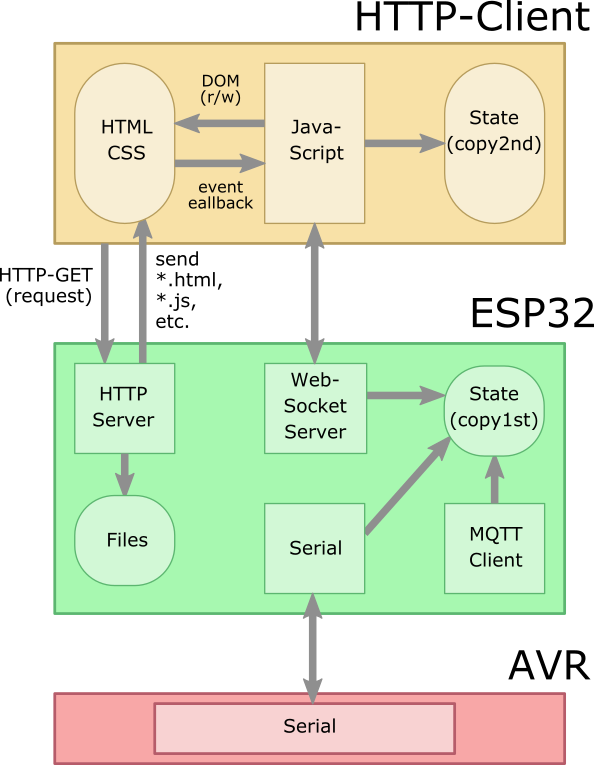 HTTP-Client
DOM
(r/w)
HTML
CSS
Java-
Script
State
(copy2nd)
event
eallback
HTTP-GET
(request)
send
*.html,
*.js,
etc.
ESP32
HTTP
Server
Web-
Socket
Server
State
(copy1st)
Files
Serial
MQTT
Client
AVR
Serial